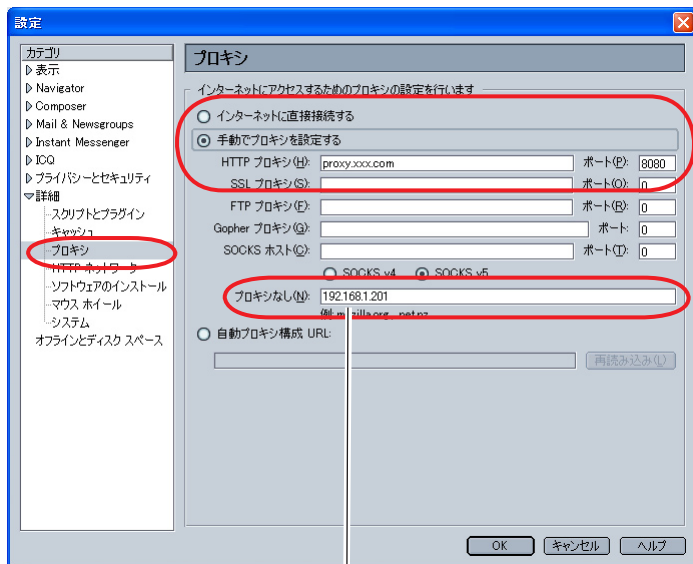 設定
カテゴリ
表示
Navigator
Composer
Mail & Newsgroups
Instant Messenger
ICQ
プライバシーとセキュリティ
詳細
スクリプトとプラグイン
キャッシュ
プロキシ
HTTP ネットワーク
ソフトウェアのインストール
マウス ホイール
システム
オフラインとディスク スペース
プロキシ
インターネットにアクセスするためのプロキシの設定を行います
インターネットに直接接続する
手動でプロキシを設定する
HTTP プロキシ(H): proxy.xxx.com ポート(P): 8080
SSL プロキシ(S): ポート(O): 0
FTP プロキシ(F): ポート(R): 0
Gopher プロキシ(G): ポート: 0
SOCKS ホスト(C): ポート(T): 0
SOCKS v4 SOCKS v5
プロキシなし(N): 192.168.1.201
例: mozilla.org, .net.nz
自動プロキシ構成 URL:
再読み込み(L)
OK キャンセル ヘルプ